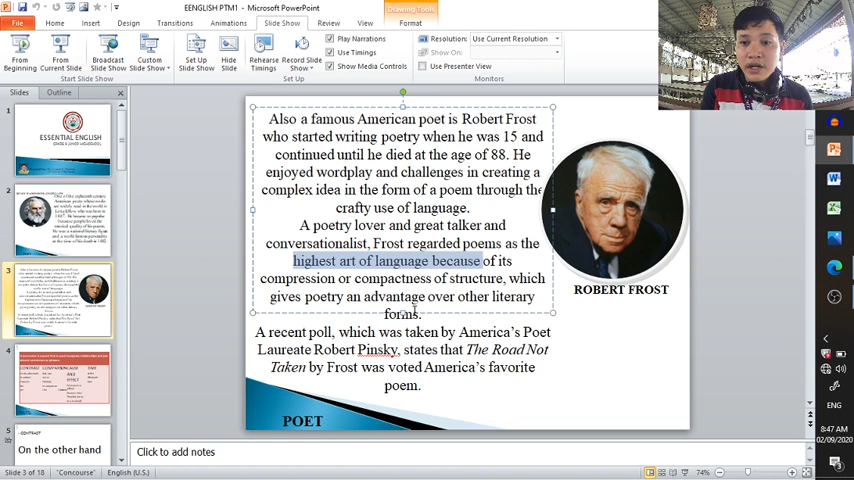 EENGLISH PTM1 - Microsoft PowerPoint
Drawing Tools
File
Home
Insert
Design
Transitions
Animations
Slide Show
Review
View
Format
From Beginning
From Current Slide
Broadcast Slide Show
Custom Slide Show
Set Up Slide Show
Hide Slide
Rehearse Timings
Record Slide Show
Play Narrations
Use Timings
Show Media Controls
Resolution: Use Current Resolution
Show On:
Use Presenter View
Start Slide Show
Set Up
Monitors
Slides
Outline
1
ESSENTIAL ENGLISH
2
3
4
CONTRAST
5
- CONTRAST
On the other hand
Also a famous American poet is Robert Frost
who started writing poetry when he was 15 and
continued until he died at the age of 88. He
enjoyed wordplay and challenges in creating a
complex idea in the form of a poem through the
crafty use of language.
A poetry lover and great talker and
conversationalist, Frost regarded poems as the
highest art of language because of its
compression or compactness of structure, which
gives poetry an advantage over other literary
forms.
A recent poll, which was taken by America's Poet
Laureate Robert Pinsky, states that The Road Not
Taken by Frost was voted America's favorite
poem.
ROBERT FROST
POET
Click to add notes
Slide 3 of 18
"Concourse"
English (U.S.)
74%
ENG
8:47 AM
02/09/2020